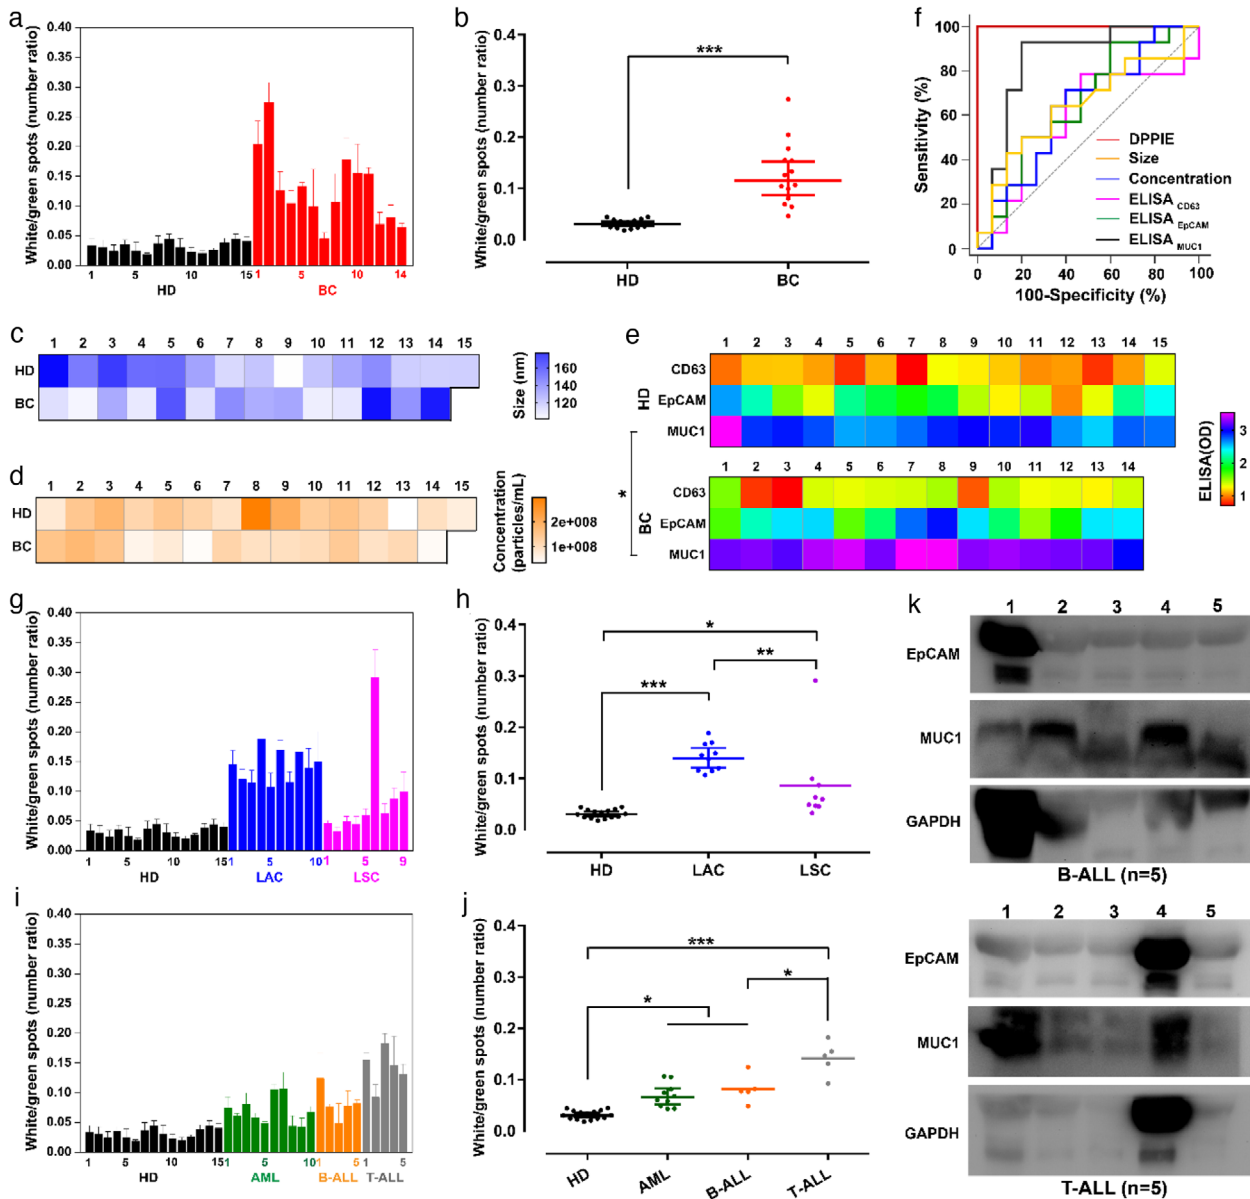 a
White/green spots (number ratio)
0.40
0.35
0.30
0.25
0.20
0.15
0.10
0.05
0.00
1 5 10 15 1 5 10 14
HD BC
b
White/green spots (number ratio)
0.4
0.3
0.2
0.1
0.0
***
HD BC
f
Sensitivity (%)
100
80
60
40
20
0
DPPIE
Size
Concentration
ELISA CD63
ELISA EpCAM
ELISA MUC1
0 20 40 60 80 100
100-Specificity (%)
c
1 2 3 4 5 6 7 8 9 10 11 12 13 14 15
HD
BC
160
140
120
Size (nm)
d
1 2 3 4 5 6 7 8 9 10 11 12 13 14 15
HD
BC
Concentration
(particles/mL)
2e+008
1e+008
e
1 2 3 4 5 6 7 8 9 10 11 12 13 14 15
HD
CD63
EpCAM
MUC1
*
1 2 3 4 5 6 7 8 9 10 11 12 13 14
BC
CD63
EpCAM
MUC1
ELISA(OD)
3
2
1
g
White/green spots (number ratio)
0.40
0.35
0.30
0.25
0.20
0.15
0.10
0.05
0.00
1 5 10 15 1 5 10 1 5 9
HD LAC LSC
h
White/green spots (number ratio)
0.4
0.3
0.2
0.1
0.0
*
**
***
HD LAC LSC
k
1 2 3 4 5
EpCAM
MUC1
GAPDH
B-ALL (n=5)
1 2 3 4 5
EpCAM
MUC1
GAPDH
T-ALL (n=5)
i
White/green spots (number ratio)
0.40
0.35
0.30
0.25
0.20
0.15
0.10
0.05
0.00
1 5 10 15 1 5 10 1 5 1 5
HD AML B-ALL T-ALL
j
White/green spots (number ratio)
0.4
0.3
0.2
0.1
0.0
***
*
*
HD AML B-ALL T-ALL